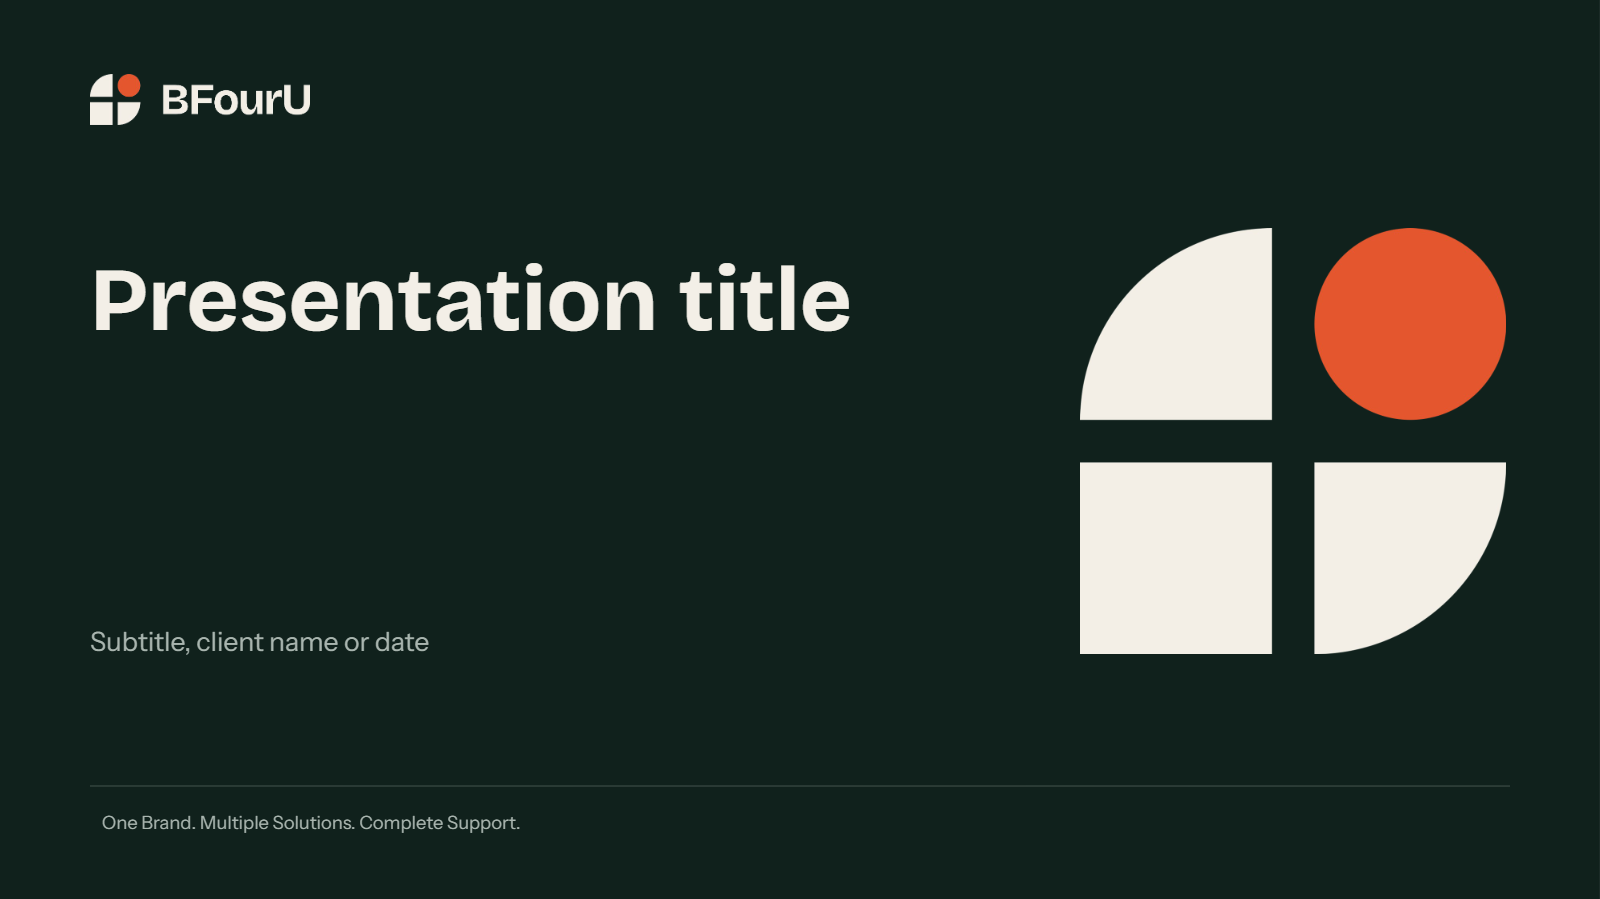 BFourU
Presentation title
Subtitle, client name or date
One Brand. Multiple Solutions. Complete Support.